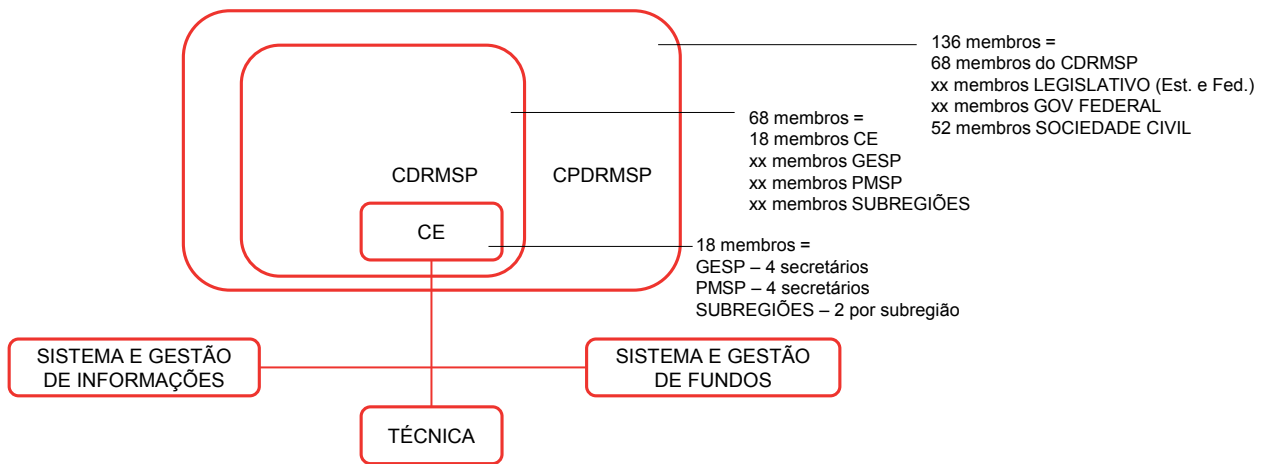 136 membros =
68 membros do CDRMSP
xx membros LEGISLATIVO (Est. e Fed.)
xx membros GOV FEDERAL
52 membros SOCIEDADE CIVIL
68 membros =
18 membros CE
xx membros GESP
xx membros PMSP
xx membros SUBREGIÕES
CDRMSP
CPDRMSP
CE
18 membros =
GESP – 4 secretários
PMSP – 4 secretários
SUBREGIÕES – 2 por subregião
SISTEMA E GESTÃO
DE INFORMAÇÕES
SISTEMA E GESTÃO
DE FUNDOS
TÉCNICA